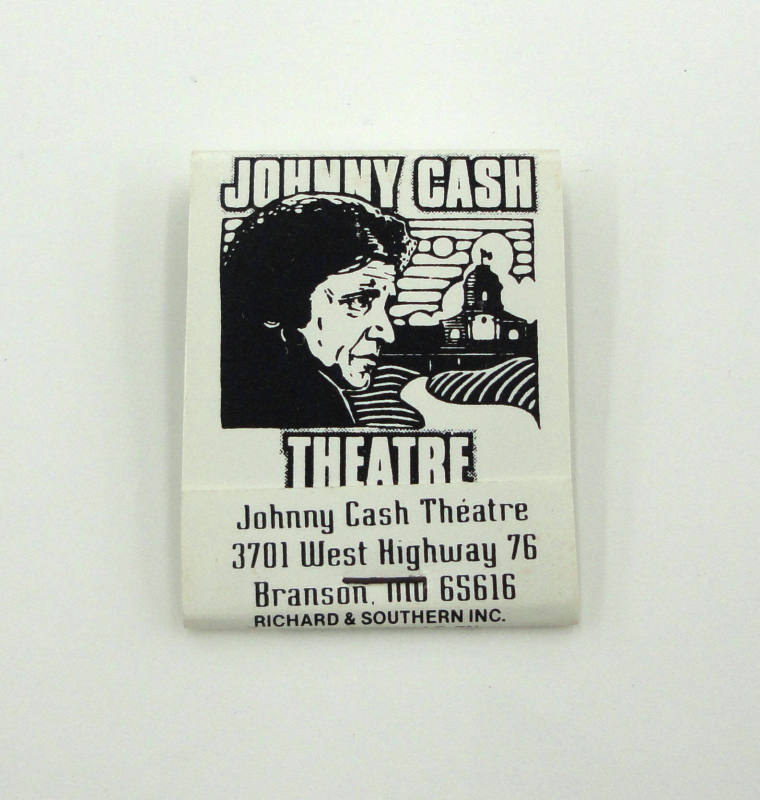 JOHNNY CASH
THEATRE
Johnny Cash Théatre
3701 West Highway 76
Branson, MO 65616
RICHARD & SOUTHERN INC.